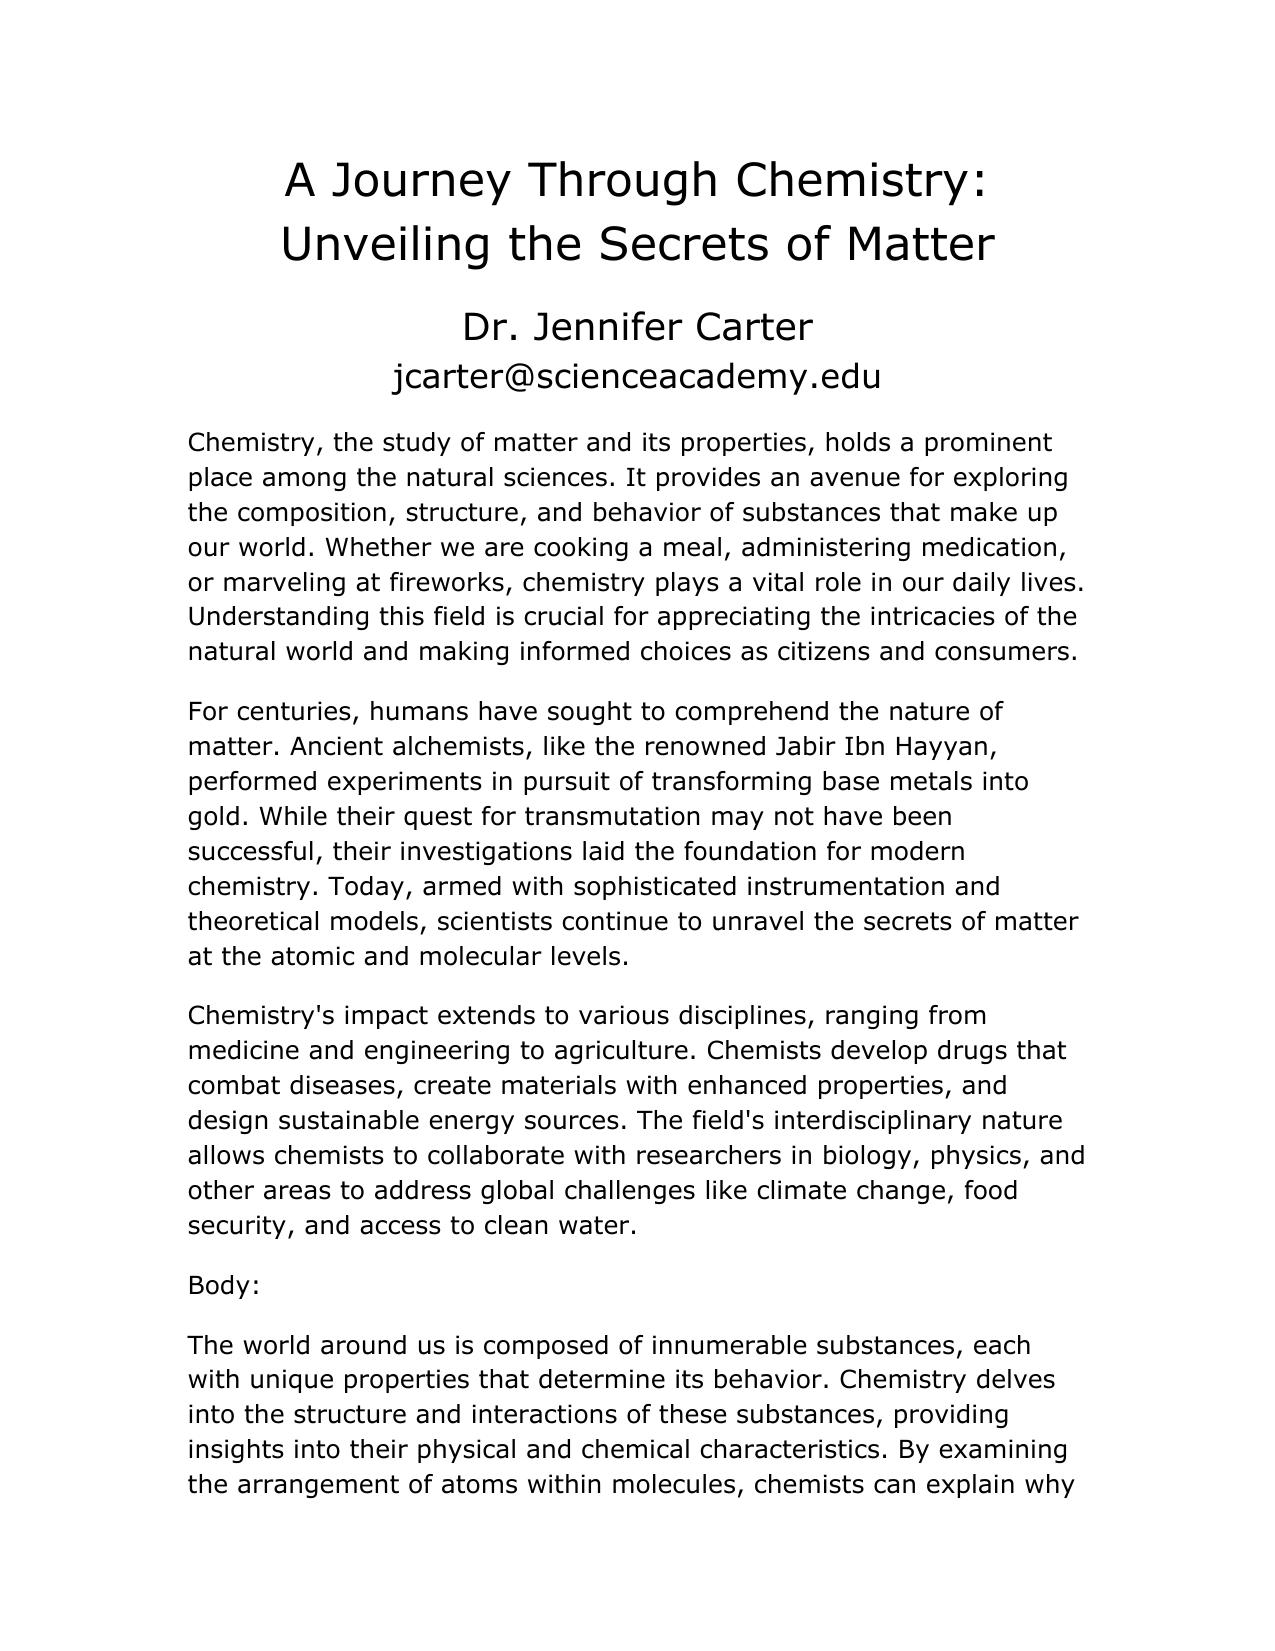 A Journey Through Chemistry:
Unveiling the Secrets of Matter
Dr. Jennifer Carter
jcarter@scienceacademy.edu
Chemistry, the study of matter and its properties, holds a prominent
place among the natural sciences. It provides an avenue for exploring
the composition, structure, and behavior of substances that make up
our world. Whether we are cooking a meal, administering medication,
or marveling at fireworks, chemistry plays a vital role in our daily lives.
Understanding this field is crucial for appreciating the intricacies of the
natural world and making informed choices as citizens and consumers.
For centuries, humans have sought to comprehend the nature of
matter. Ancient alchemists, like the renowned Jabir Ibn Hayyan,
performed experiments in pursuit of transforming base metals into
gold. While their quest for transmutation may not have been
successful, their investigations laid the foundation for modern
chemistry. Today, armed with sophisticated instrumentation and
theoretical models, scientists continue to unravel the secrets of matter
at the atomic and molecular levels.
Chemistry's impact extends to various disciplines, ranging from
medicine and engineering to agriculture. Chemists develop drugs that
combat diseases, create materials with enhanced properties, and
design sustainable energy sources. The field's interdisciplinary nature
allows chemists to collaborate with researchers in biology, physics, and
other areas to address global challenges like climate change, food
security, and access to clean water.
Body:
The world around us is composed of innumerable substances, each
with unique properties that determine its behavior. Chemistry delves
into the structure and interactions of these substances, providing
insights into their physical and chemical characteristics. By examining
the arrangement of atoms within molecules, chemists can explain why